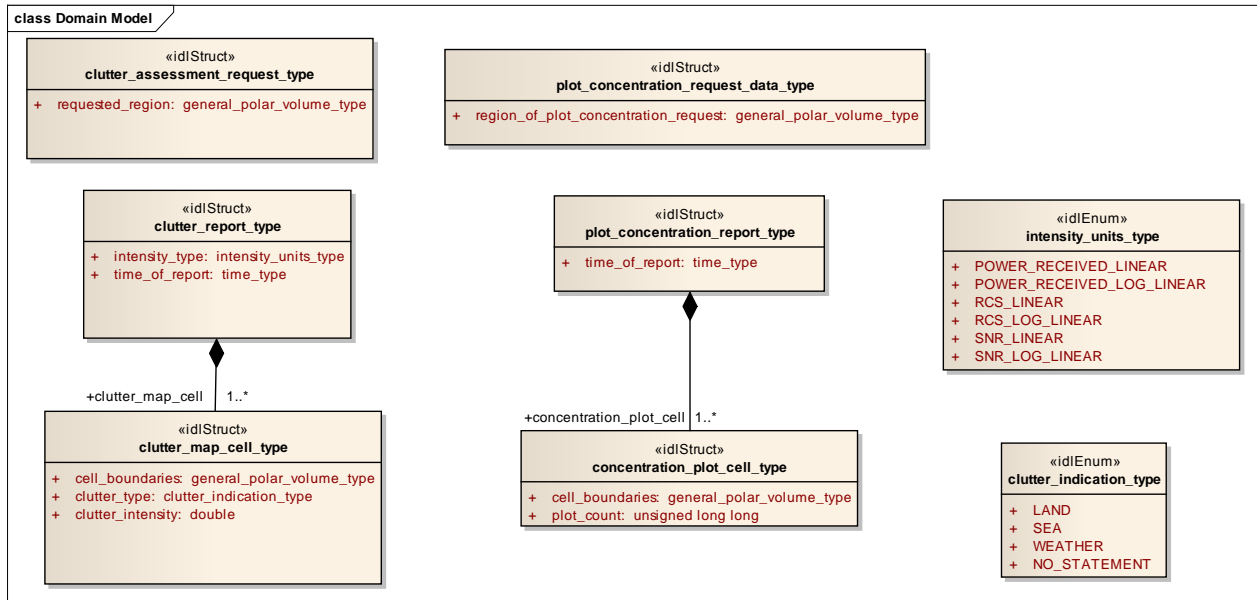 class Domain Model
«idlStruct»
clutter_assessment_request_type
+ requested_region: general_polar_volume_type
«idlStruct»
plot_concentration_request_data_type
+ region_of_plot_concentration_request: general_polar_volume_type
«idlStruct»
clutter_report_type
+ intensity_type: intensity_units_type
+ time_of_report: time_type
«idlStruct»
plot_concentration_report_type
+ time_of_report: time_type
«idlEnum»
intensity_units_type
+ POWER_RECEIVED_LINEAR
+ POWER_RECEIVED_LOG_LINEAR
+ RCS_LINEAR
+ RCS_LOG_LINEAR
+ SNR_LINEAR
+ SNR_LOG_LINEAR
+clutter_map_cell 1..*
+concentration_plot_cell 1..*
«idlStruct»
clutter_map_cell_type
+ cell_boundaries: general_polar_volume_type
+ clutter_type: clutter_indication_type
+ clutter_intensity: double
«idlStruct»
concentration_plot_cell_type
+ cell_boundaries: general_polar_volume_type
+ plot_count: unsigned long long
«idlEnum»
clutter_indication_type
+ LAND
+ SEA
+ WEATHER
+ NO_STATEMENT